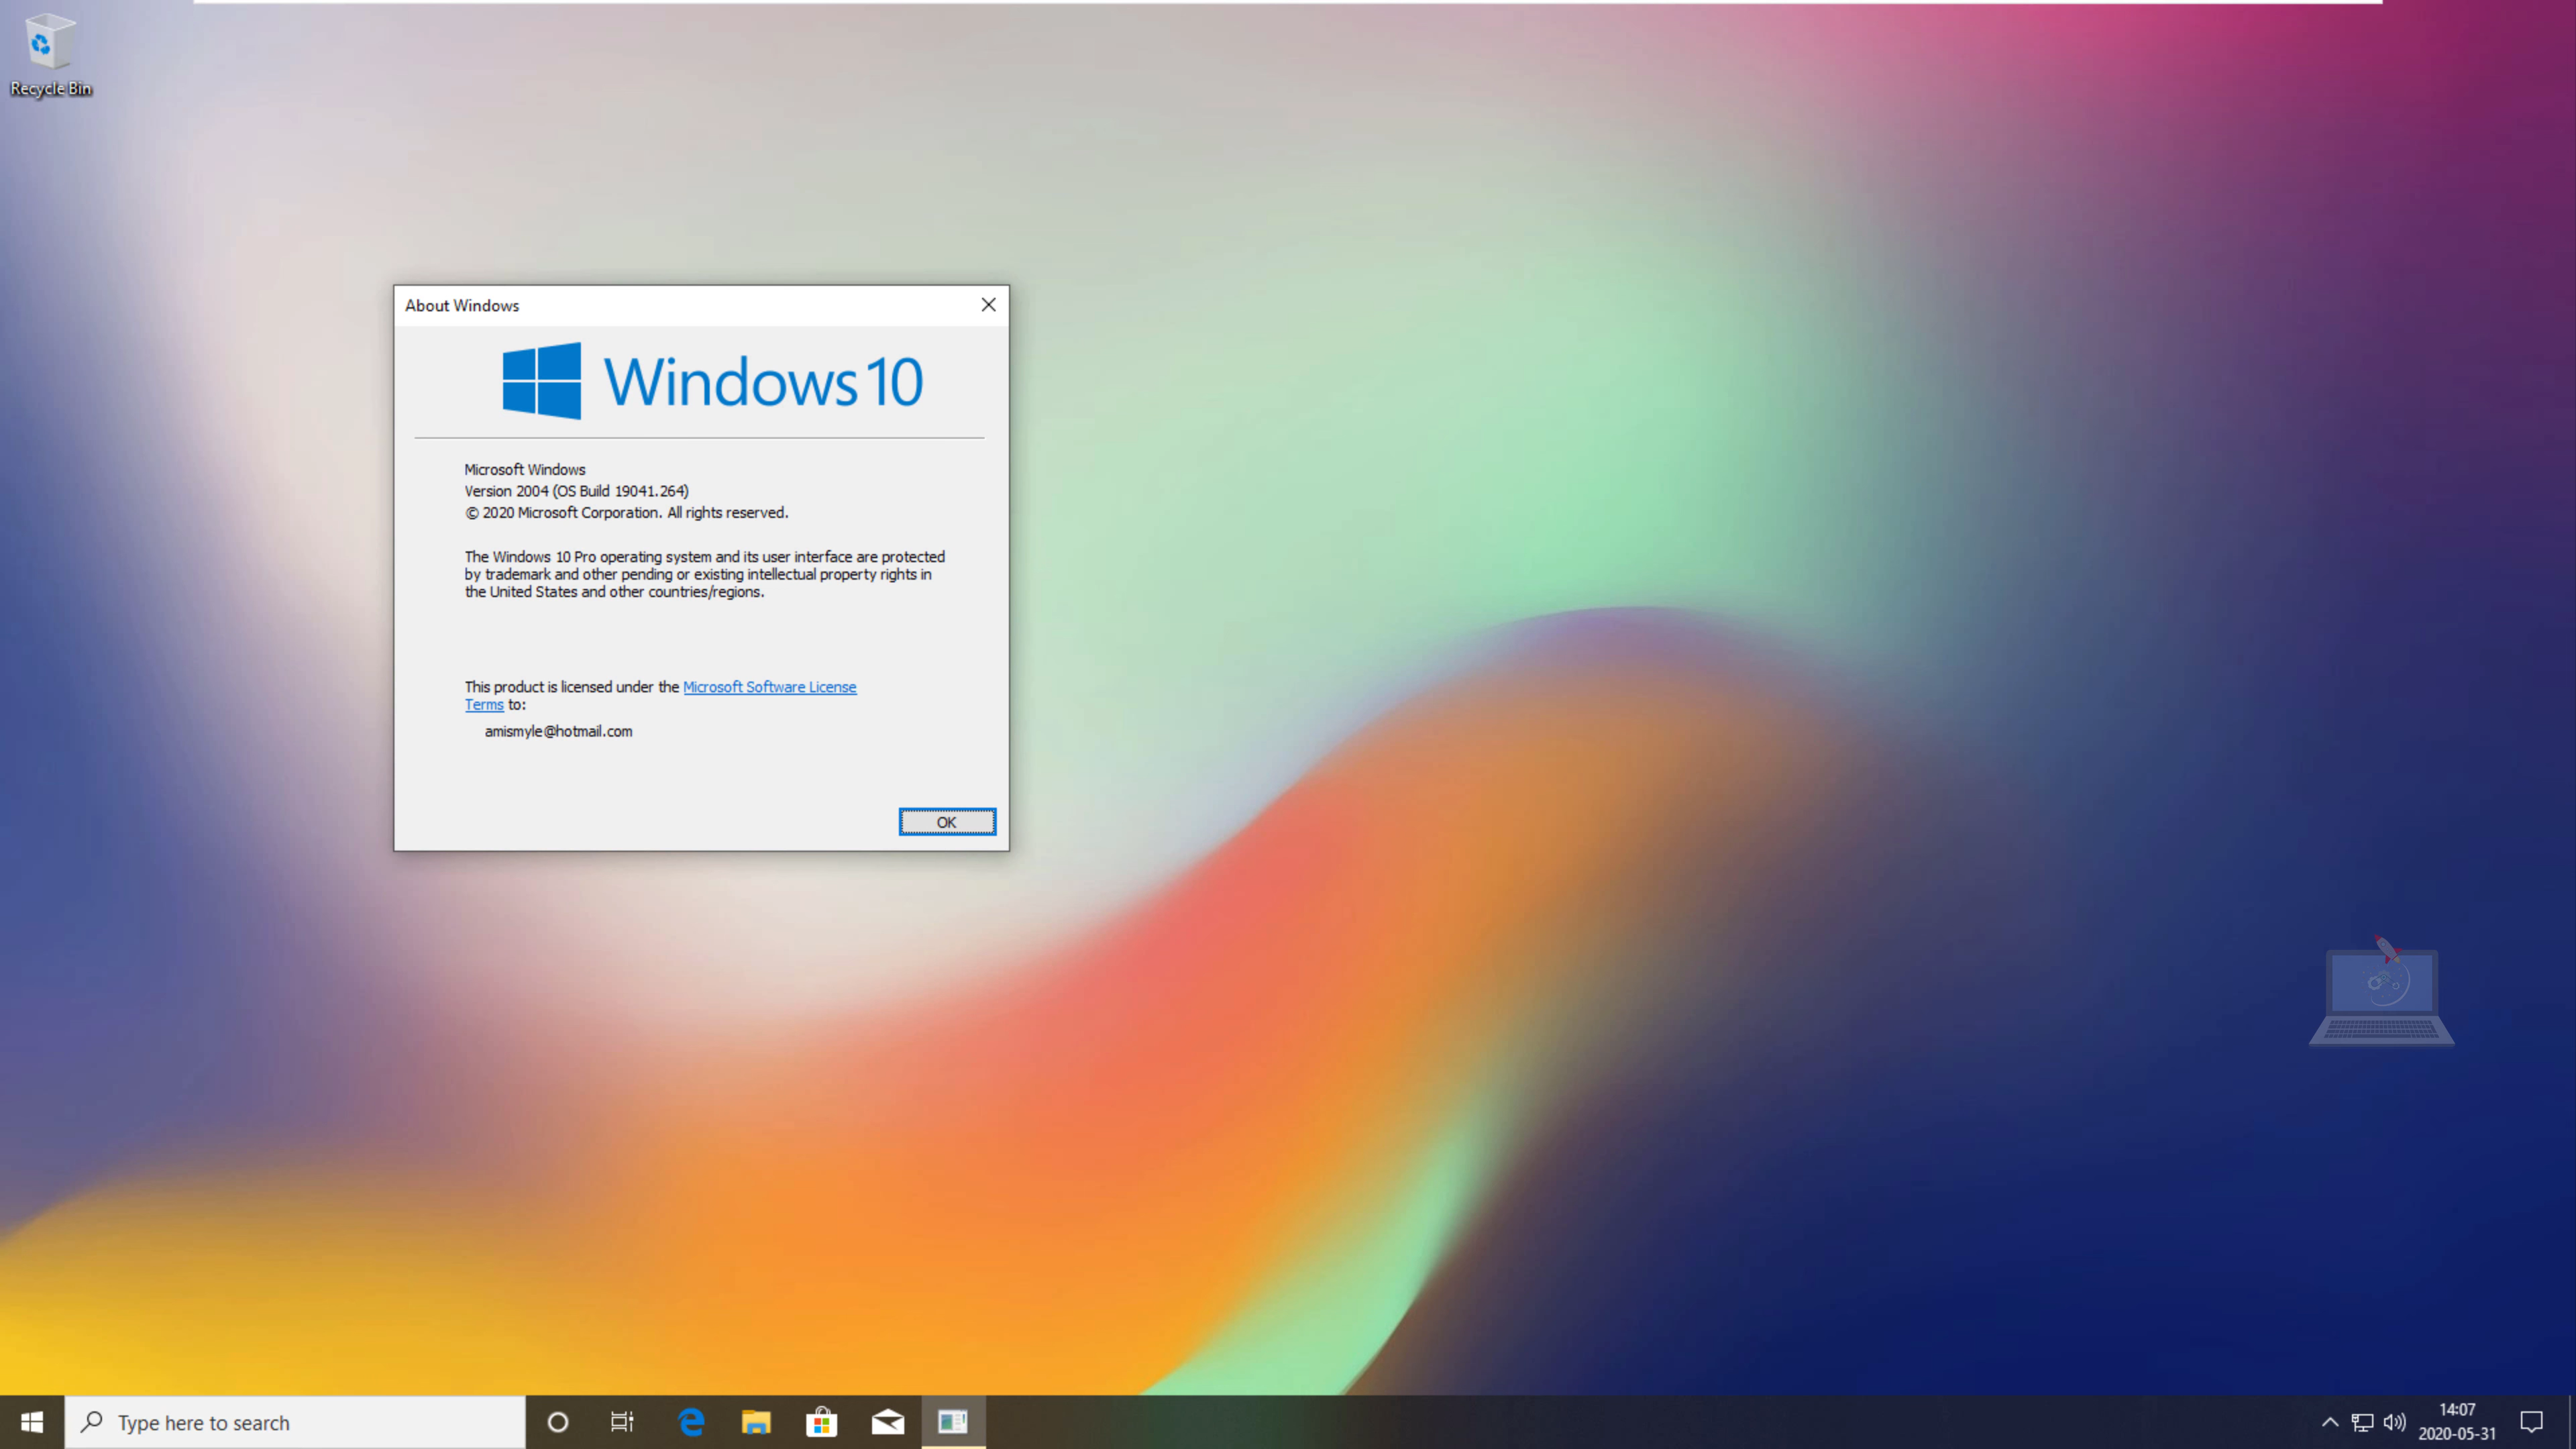 Recycle Bin
About Windows
Windows 10
Microsoft Windows
Version 2004 (OS Build 19041.264)
© 2020 Microsoft Corporation. All rights reserved.
The Windows 10 Pro operating system and its user interface are protected
by trademark and other pending or existing intellectual property rights in
the United States and other countries/regions.
This product is licensed under the Microsoft Software License
Terms to:
amismyle@hotmail.com
OK
Type here to search
14:07
2020-05-31